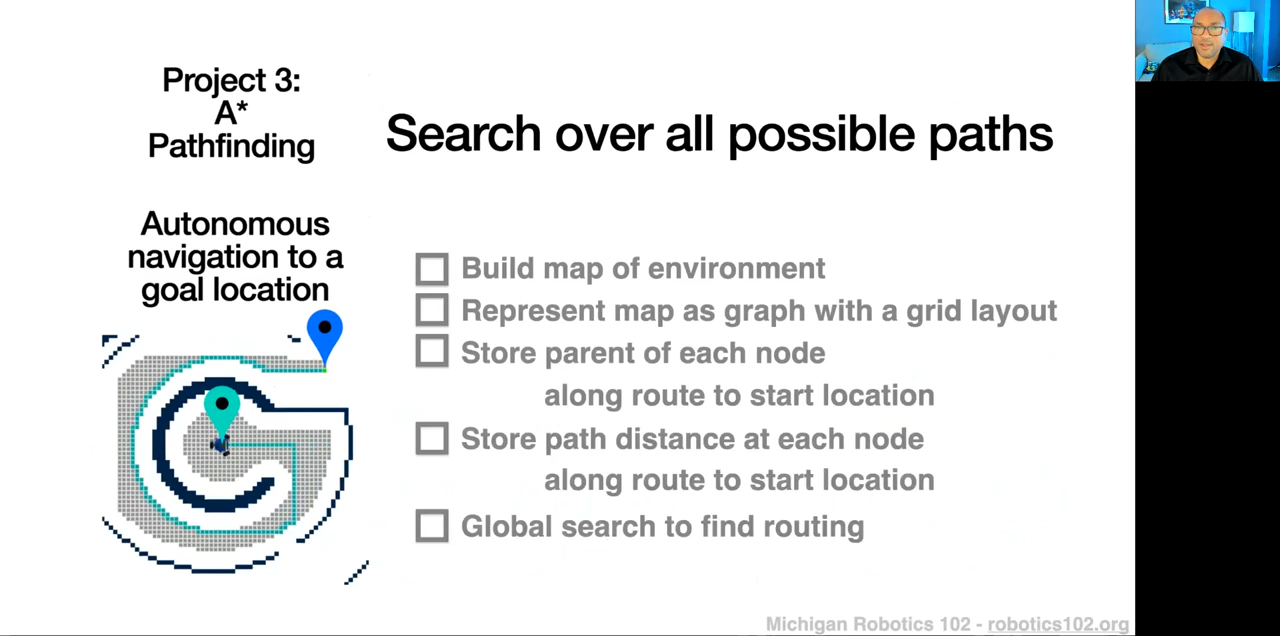 Project 3:
A*
Pathfinding
Autonomous
navigation to a
goal location
Search over all possible paths
Build map of environment
Represent map as graph with a grid layout
Store parent of each node
along route to start location
Store path distance at each node
along route to start location
Global search to find routing
Michigan Robotics 102 - robotics102.org